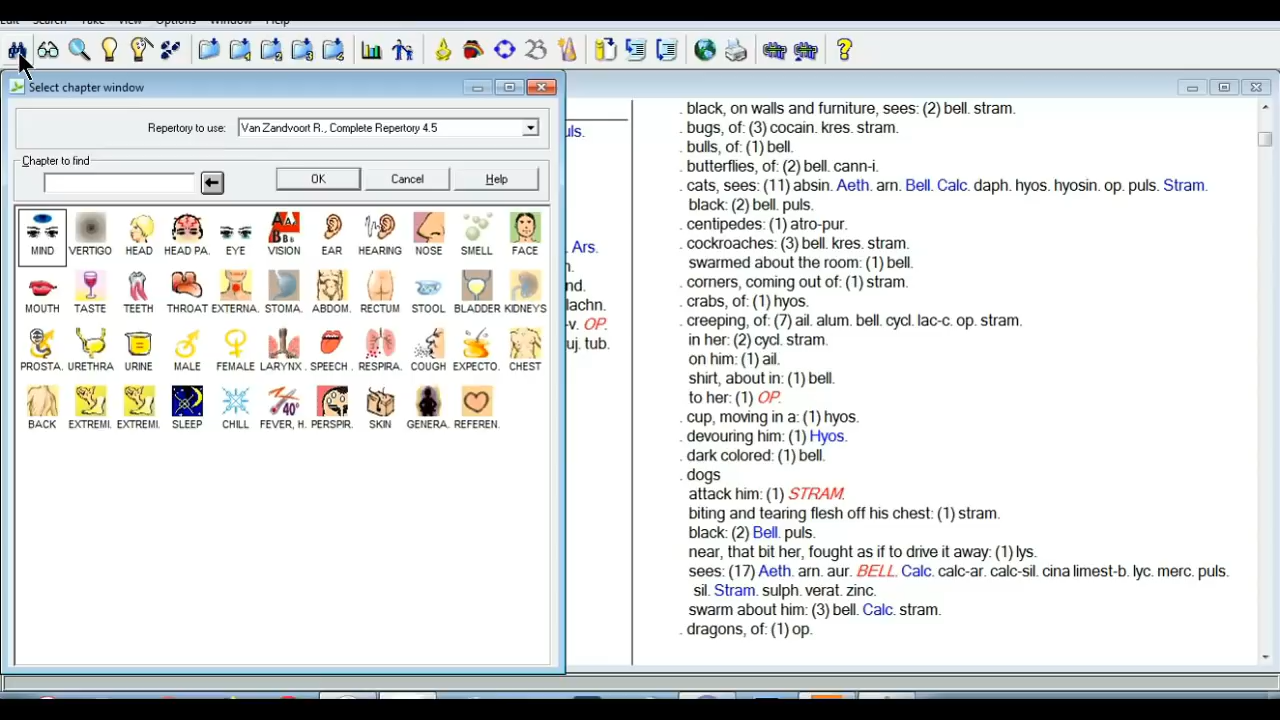 Edit Search Take View Options Window Help
Select chapter window
Repertory to use: Van Zandvoort R., Complete Repertory 4.5
Chapter to find
OK Cancel Help
MIND VERTIGO HEAD HEAD PA. EYE VISION EAR HEARING NOSE SMELL FACE
MOUTH TASTE TEETH THROAT EXTERNA. STOMA. ABDOM. RECTUM STOOL BLADDER KIDNEYS
PROSTA. URETHRA URINE MALE FEMALE LARYNX . SPEECH . RESPIRA. COUGH EXPECTO. CHEST
BACK EXTREMI. EXTREMI. SLEEP CHILL FEVER, H. PERSPIR. SKIN GENERA. REFEREN.
uls.
Ars.
n.
nd.
lachn.
-v. OP.
uj. tub.
. black, on walls and furniture, sees: (2) bell. stram.
. bugs, of: (3) cocain. kres. stram.
. bulls, of: (1) bell.
. butterflies, of: (2) bell. cann-i.
. cats, sees: (11) absin. Aeth. arn. Bell. Calc. daph. hyos. hyosin. op. puls. Stram.
black: (2) bell. puls.
. centipedes: (1) atro-pur.
. cockroaches: (3) bell. kres. stram.
swarmed about the room: (1) bell.
. corners, coming out of: (1) stram.
. crabs, of: (1) hyos.
. creeping, of: (7) ail. alum. bell. cycl. lac-c. op. stram.
in her: (2) cycl. stram.
on him: (1) ail.
shirt, about in: (1) bell.
to her: (1) OP.
. cup, moving in a: (1) hyos.
. devouring him: (1) Hyos.
. dark colored: (1) bell.
. dogs
attack him: (1) STRAM.
biting and tearing flesh off his chest: (1) stram.
black: (2) Bell. puls.
near, that bit her, fought as if to drive it away: (1) lys.
sees: (17) Aeth. arn. aur. BELL. Calc. calc-ar. calc-sil. cina limest-b. lyc. merc. puls.
sil. Stram. sulph. verat. zinc.
swarm about him: (3) bell. Calc. stram.
. dragons, of: (1) op.